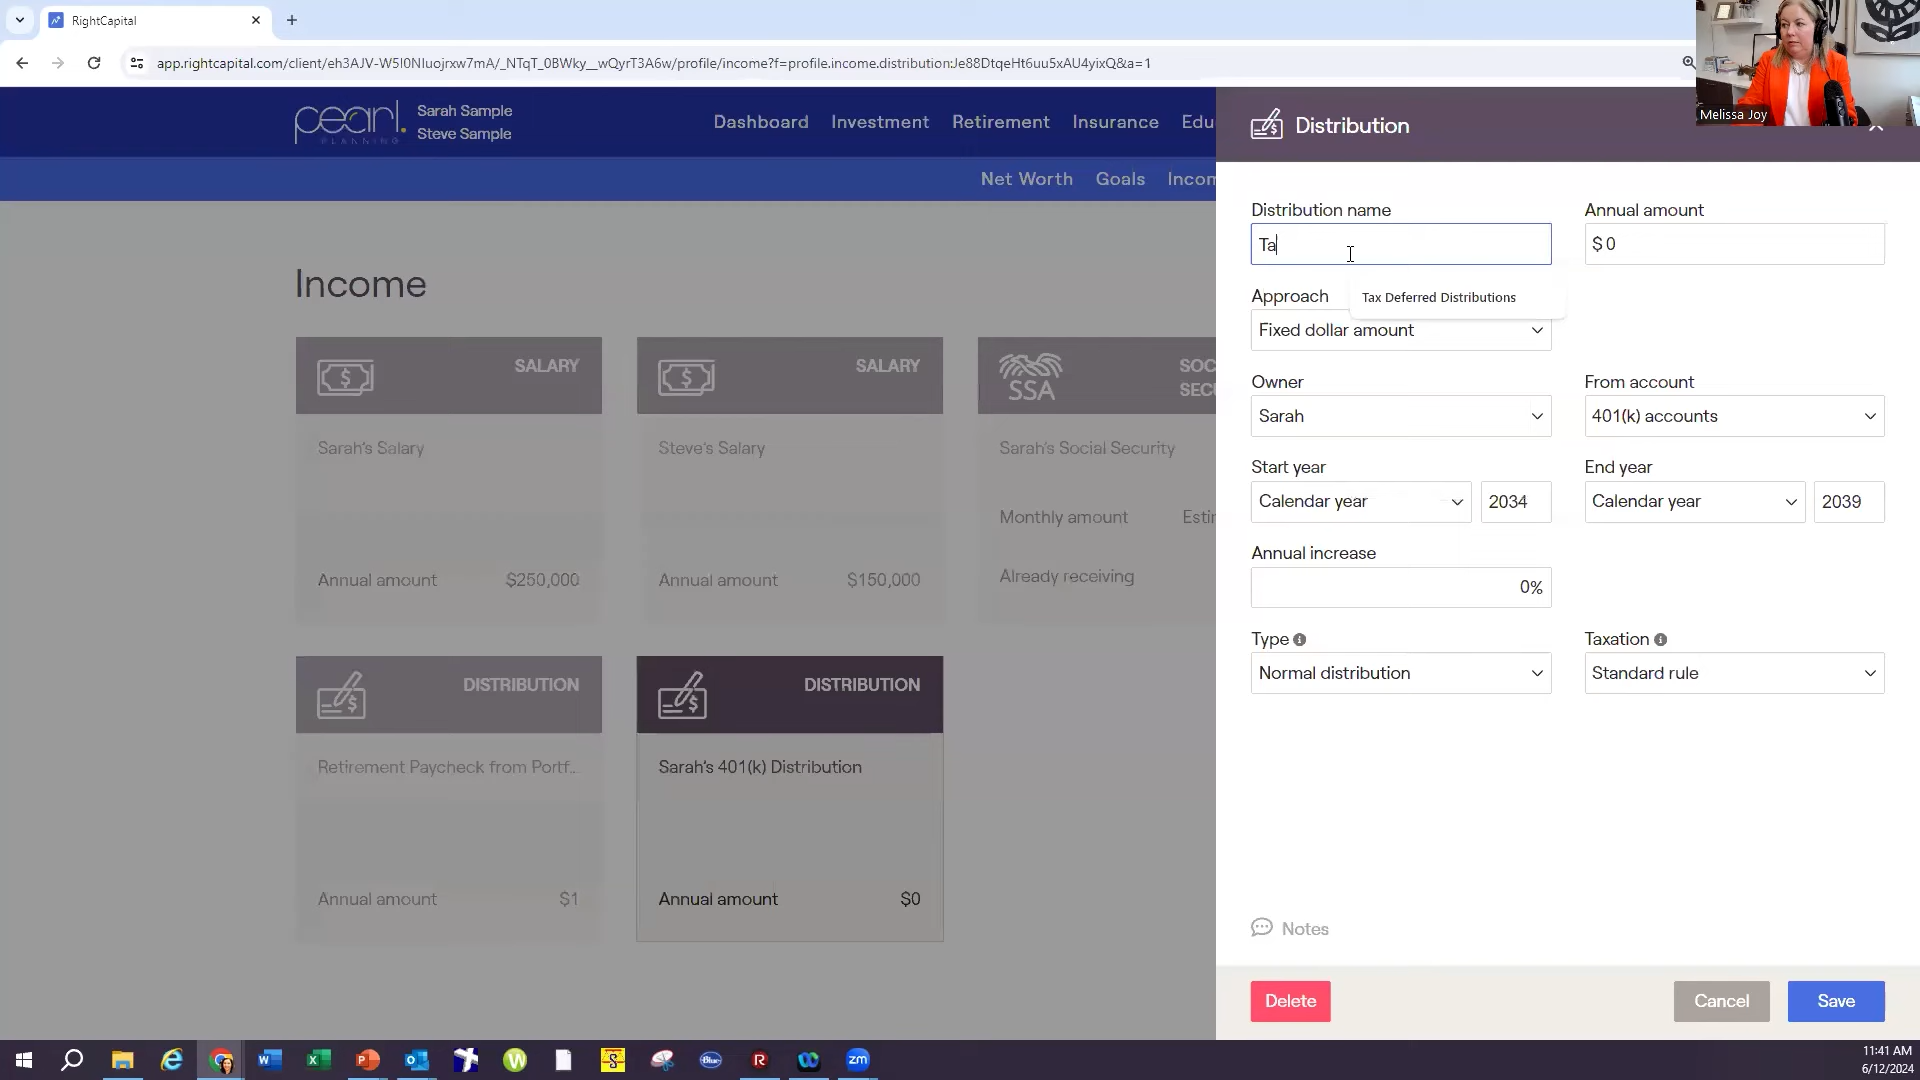 RightCapital
app.rightcapital.com/client/eh3AJV-W5I0NIuojrxw7mA/_NTqT_0BWky__wQyrT3A6w/profile/income?f=profile.income.distribution:Je88DtqeHt6uu5xAU4yixQ&a=1
Melissa Joy
pearl.
PLANNING
Sarah Sample
Steve Sample
Dashboard
Investment
Retirement
Insurance
Edu
Net Worth
Goals
Incom
Income
SALARY
Sarah's Salary
Annual amount
$250,000
SALARY
Steve's Salary
Annual amount
$150,000
SSA
SOC
SEC
Sarah's Social Security
Monthly amount
Estir
Already receiving
DISTRIBUTION
Retirement Paycheck from Portf...
Annual amount
$1
DISTRIBUTION
Sarah's 401(k) Distribution
Annual amount
$0
Distribution
Distribution name
Ta
Annual amount
$ 0
Tax Deferred Distributions
Approach
Fixed dollar amount
Owner
Sarah
From account
401(k) accounts
Start year
Calendar year
2034
End year
Calendar year
2039
Annual increase
0%
Type
Normal distribution
Taxation
Standard rule
Notes
Delete
Cancel
Save
Blue
zm
11:41 AM
6/12/2024